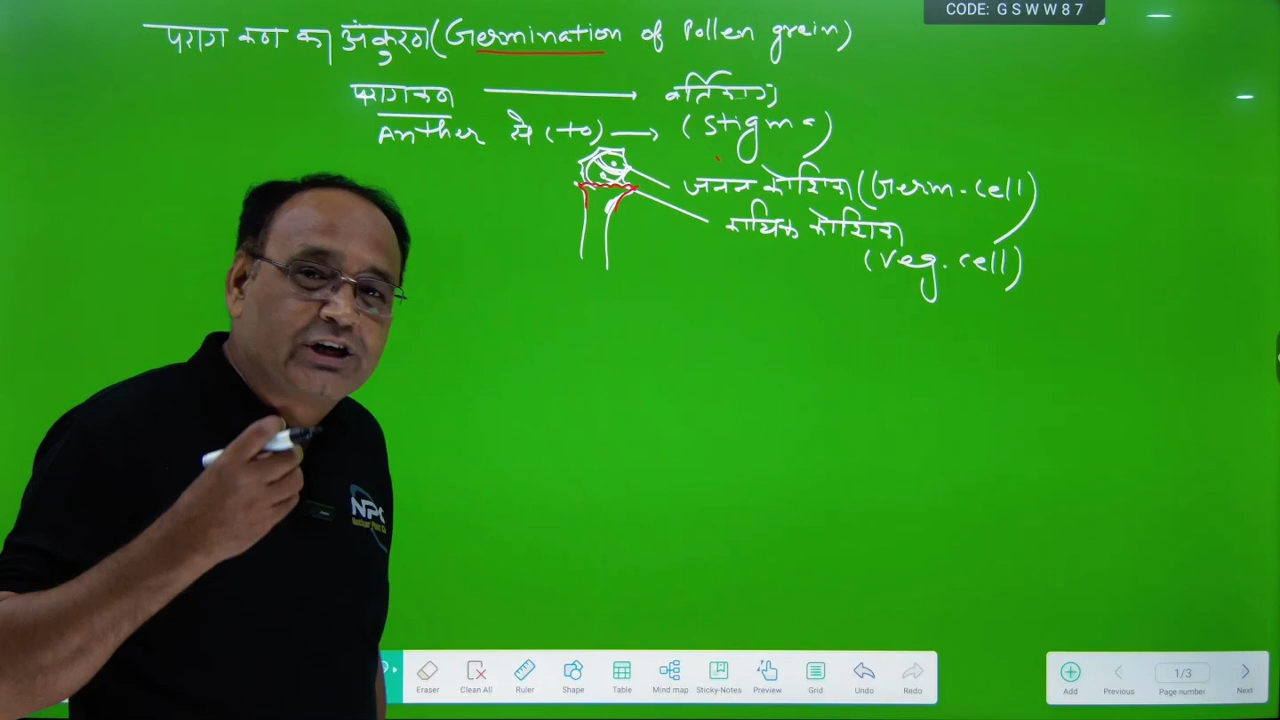 CODE: G S W W 8 7
पराग कण का अंकुरण (Germination of Pollen grain)
परागकण → वर्तिकाग्र
Anther से (to) → (Stigma)
जनन कोशिका (Germ. cell)
कायिक कोशिका
(Veg. cell)
NPC
Eraser Clean All Ruler Shape Table Mind map Sticky-Notes Preview Grid Undo Redo
Add Previous 1/3 Page number Next